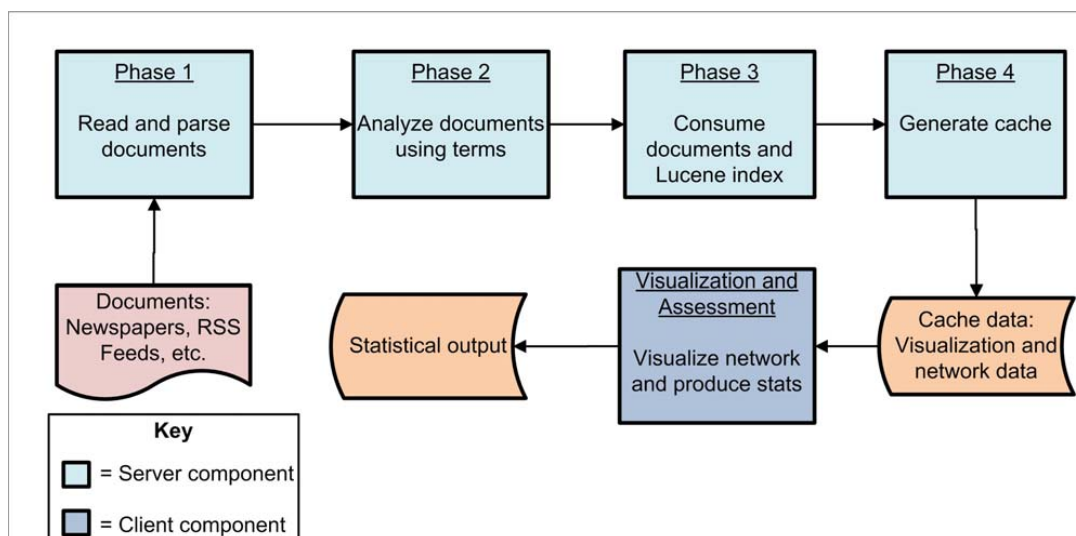 Phase 1
Read and parse
documents
Phase 2
Analyze documents
using terms
Phase 3
Consume
documents and
Lucene index
Phase 4
Generate cache
Documents:
Newspapers, RSS
Feeds, etc.
Statistical output
Visualization and
Assessment
Visualize network
and produce stats
Cache data:
Visualization and
network data
Key
= Server component
= Client component